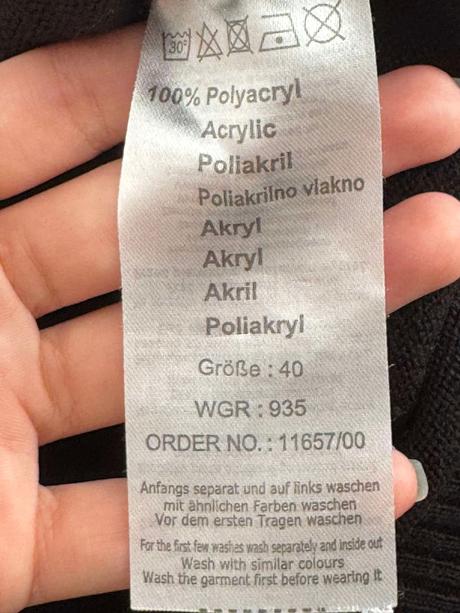 30°
100% Polyacryl
Acrylic
Poliakril
Poliakrilno vlakno
Akryl
Akryl
Akril
Poliakryl
Größe : 40
WGR : 935
ORDER NO. : 11657/00
Anfangs separat und auf links waschen
mit ähnlichen Farben waschen
Vor dem ersten Tragen waschen
For the first few washes wash separately and inside out
Wash with similar colours
Wash the garment first before wearing it